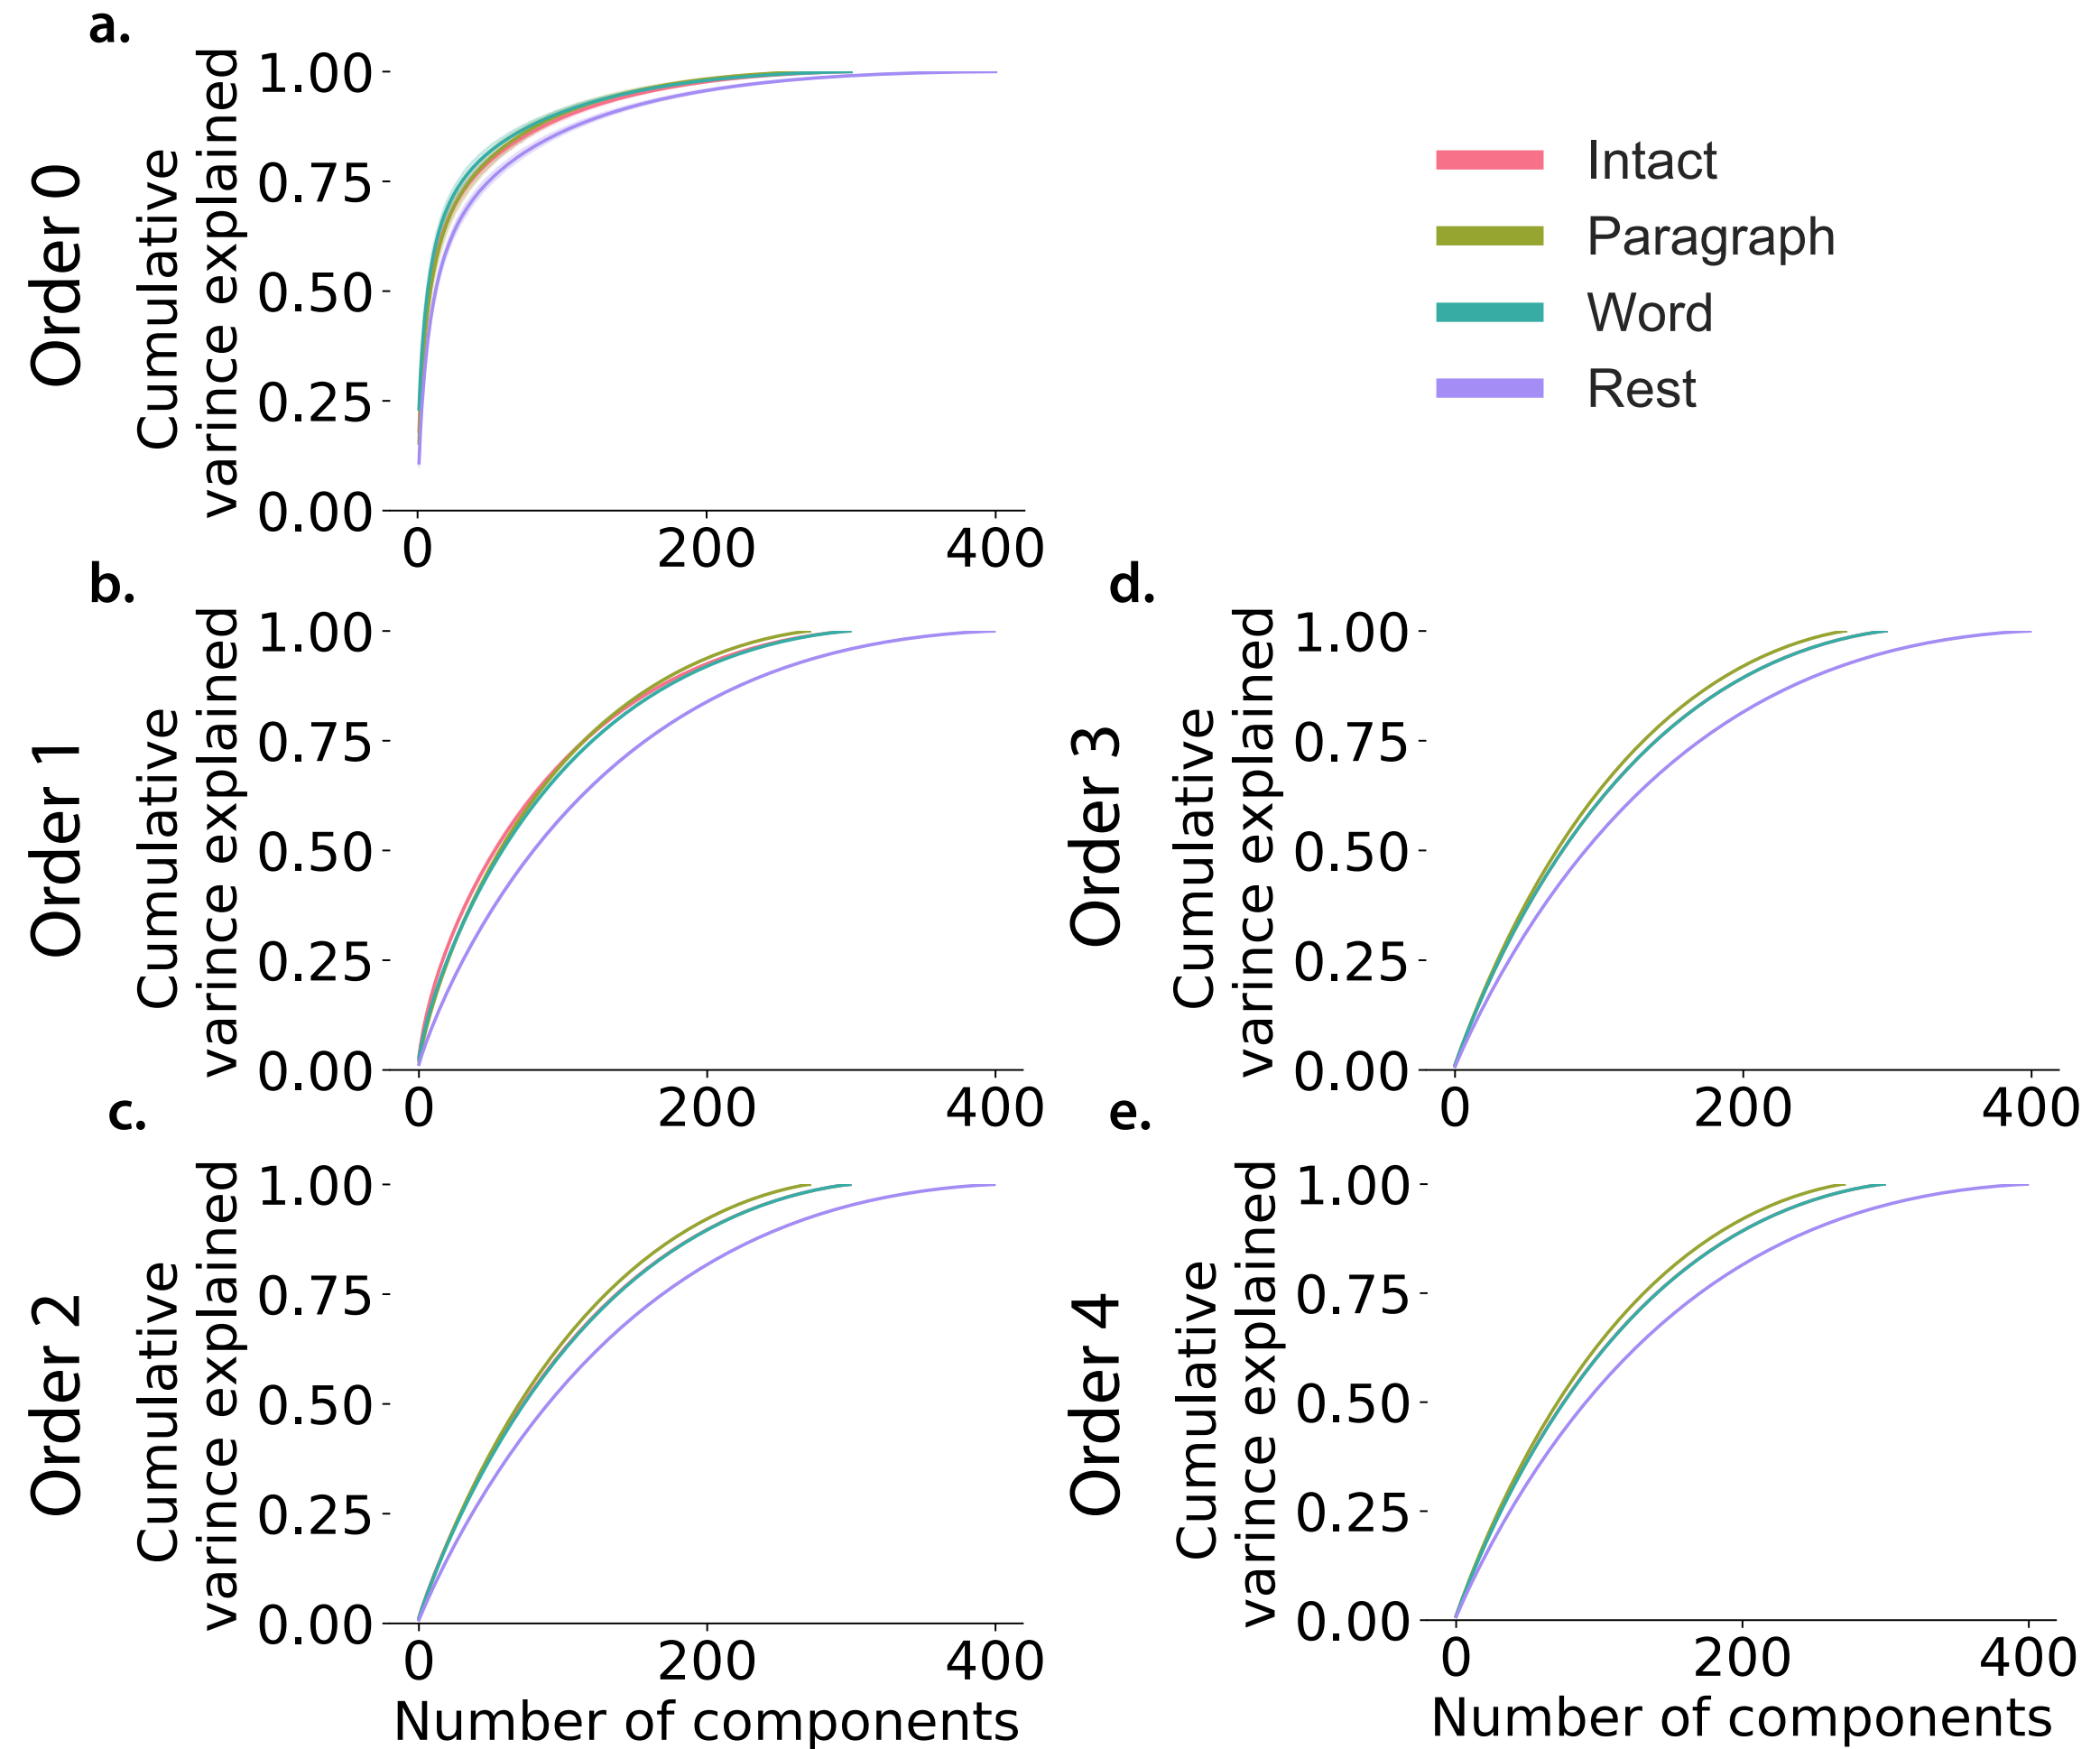 a.
Order 0
Cumulative
varince explained
1.00
0.75
0.50
0.25
0.00
0
200
400
Intact
Paragraph
Word
Rest
b.
Order 1
Cumulative
varince explained
1.00
0.75
0.50
0.25
0.00
0
200
400
c.
Order 2
Cumulative
varince explained
1.00
0.75
0.50
0.25
0.00
0
200
400
Number of components
d.
Order 3
Cumulative
varince explained
1.00
0.75
0.50
0.25
0.00
0
200
400
e.
Order 4
Cumulative
varince explained
1.00
0.75
0.50
0.25
0.00
0
200
400
Number of components